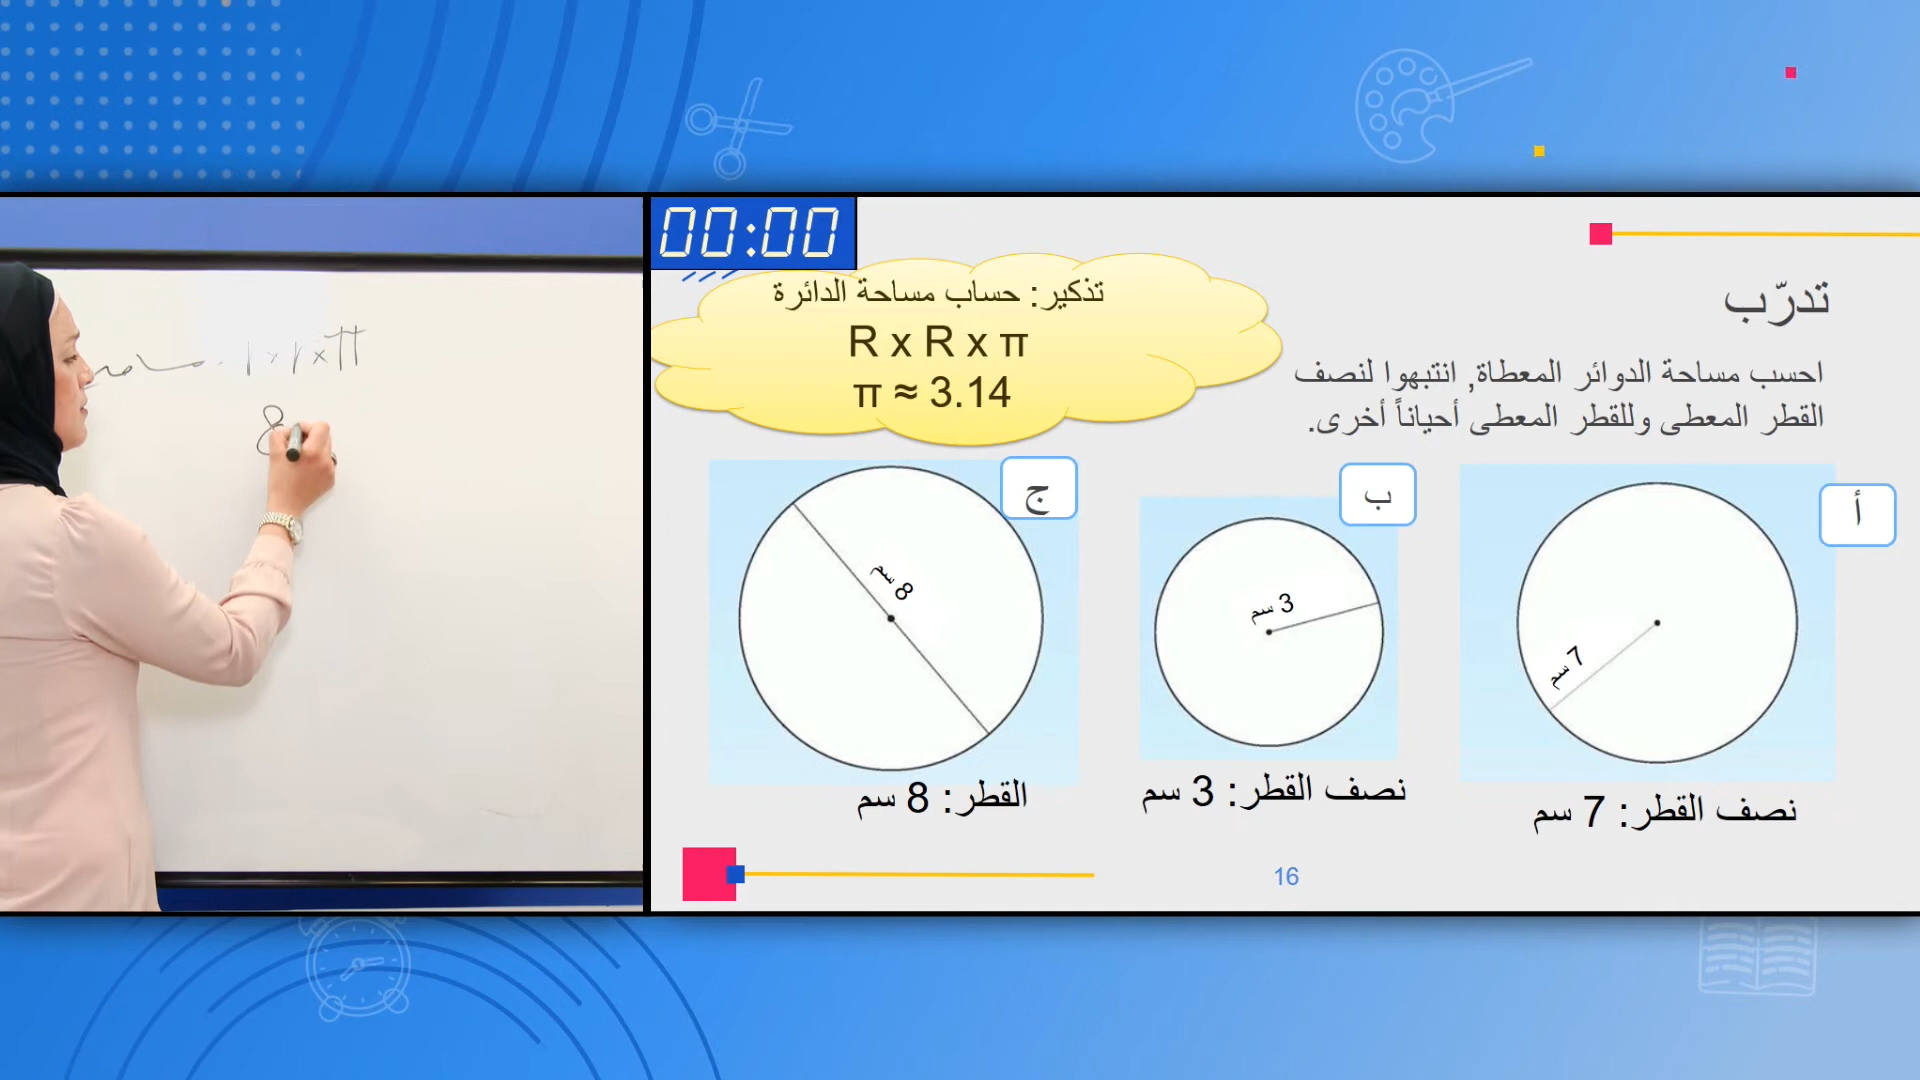 00:00
تذكير: حساب مساحة الدائرة
R x R x π
π ≈ 3.14
تدرّب
احسب مساحة الدوائر المعطاة, انتبهوا لنصف
القطر المعطى وللقطر المعطى أحياناً أخرى.
أ
7 سم
نصف القطر: 7 سم
ب
3 سم
نصف القطر: 3 سم
ج
8 سم
القطر: 8 سم
16
r x r x π
8